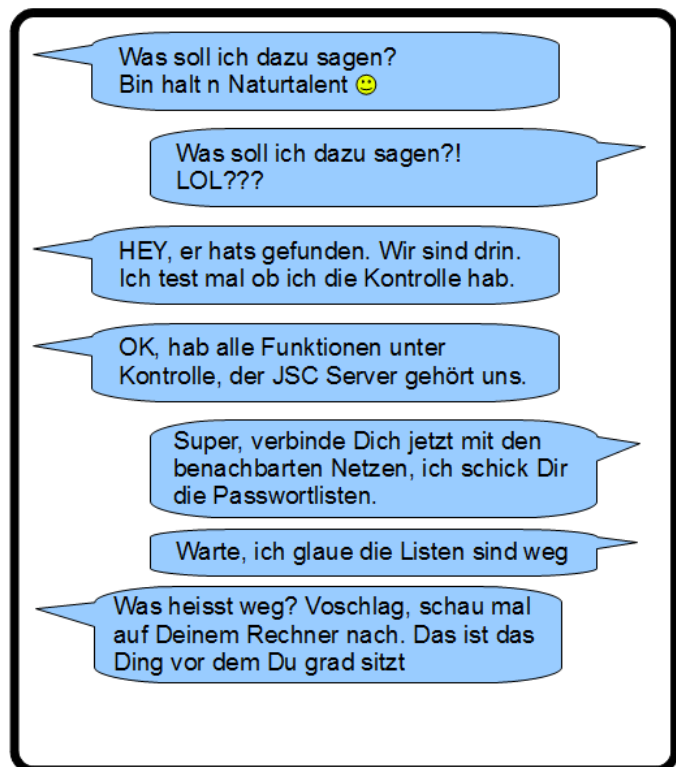 Was soll ich dazu sagen?
Bin halt n Naturtalent
Was soll ich dazu sagen?!
LOL???
HEY, er hats gefunden. Wir sind drin.
Ich test mal ob ich die Kontrolle hab.
OK, hab alle Funktionen unter
Kontrolle, der JSC Server gehört uns.
Super, verbinde Dich jetzt mit den
benachbarten Netzen, ich schick Dir
die Passwortlisten.
Warte, ich glaue die Listen sind weg
Was heisst weg? Voschlag, schau mal
auf Deinem Rechner nach. Das ist das
Ding vor dem Du grad sitzt